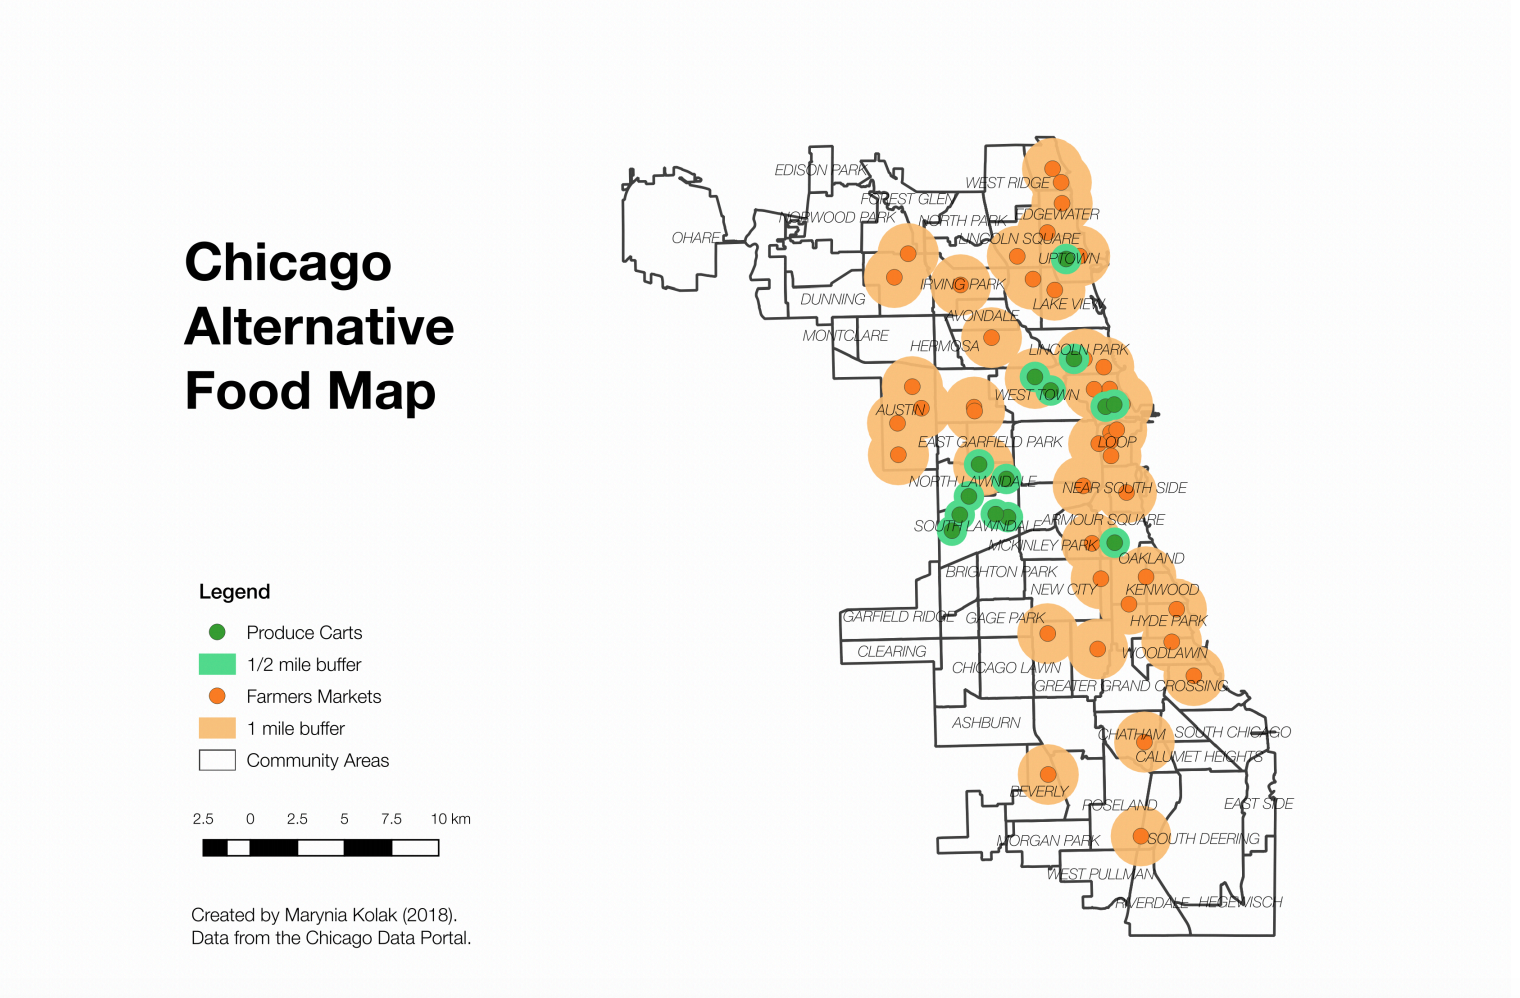 Chicago
Alternative
Food Map
Legend
Produce Carts
1/2 mile buffer
Farmers Markets
1 mile buffer
Community Areas
2.5 0 2.5 5 7.5 10 km
Created by Marynia Kolak (2018).
Data from the Chicago Data Portal.
EDISON PARK
WEST RIDGE
FOREST GLEN
EDGEWATER
NORWOOD PARK
NORTH PARK
OHARE
LINCOLN SQUARE
UPTOWN
IRVING PARK
DUNNING
LAKE VIEW
AVONDALE
MONTCLARE
HERMOSA
LINCOLN PARK
WEST TOWN
AUSTIN
EAST GARFIELD PARK
LOOP
NORTH LAWNDALE
NEAR SOUTH SIDE
ARMOUR SQUARE
SOUTH LAWNDALE
MCKINLEY PARK
OAKLAND
BRIGHTON PARK
NEW CITY
KENWOOD
GARFIELD RIDGE
GAGE PARK
HYDE PARK
CLEARING
WOODLAWN
CHICAGO LAWN
GREATER GRAND CROSSING
ASHBURN
CHATHAM
SOUTH CHICAGO
CALUMET HEIGHTS
BEVERLY
ROSELAND
EAST SIDE
MORGAN PARK
SOUTH DEERING
WEST PULLMAN
RIVERDALE
HEGEWISCH